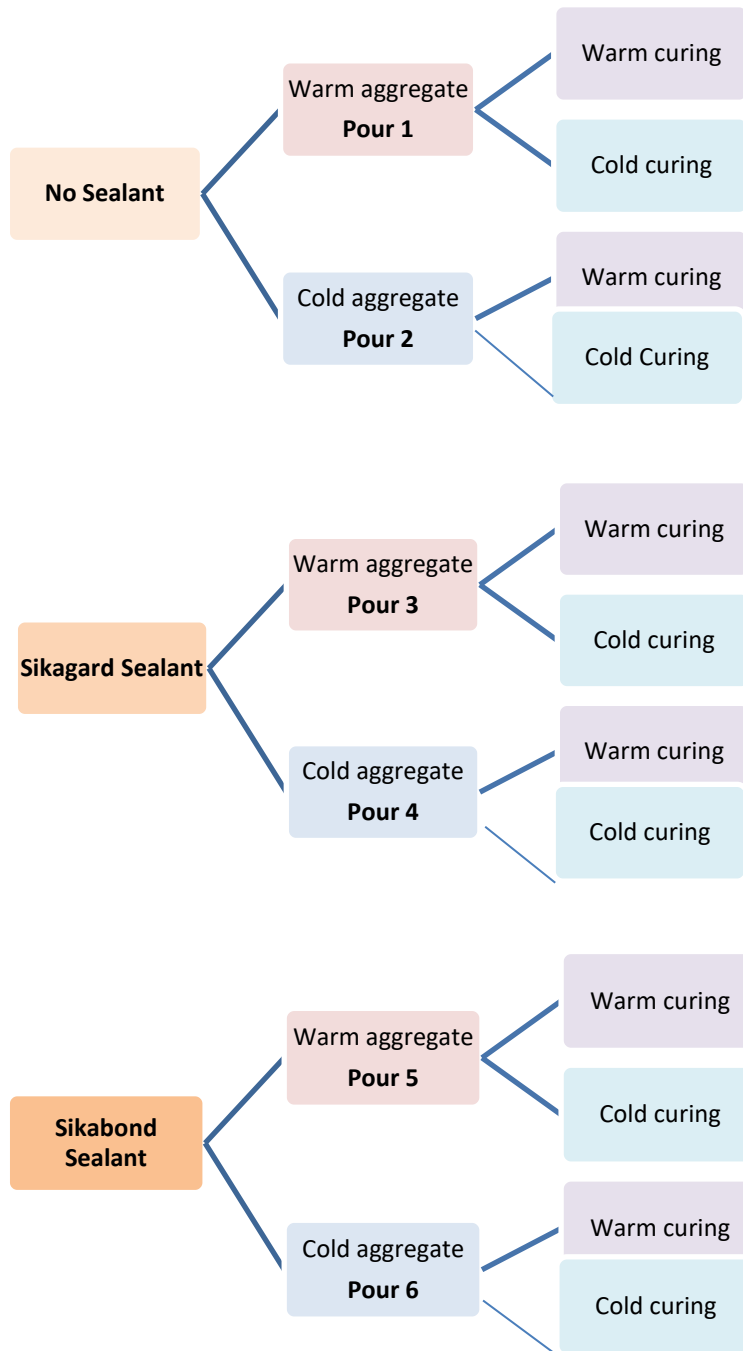 Warm curing
Warm aggregate
Pour 1
Cold curing
No Sealant
Warm curing
Cold aggregate
Pour 2
Cold Curing
Warm curing
Warm aggregate
Pour 3
Cold curing
Sikagard Sealant
Warm curing
Cold aggregate
Pour 4
Cold curing
Warm curing
Warm aggregate
Pour 5
Cold curing
Sikabond
Sealant
Warm curing
Cold aggregate
Pour 6
Cold curing